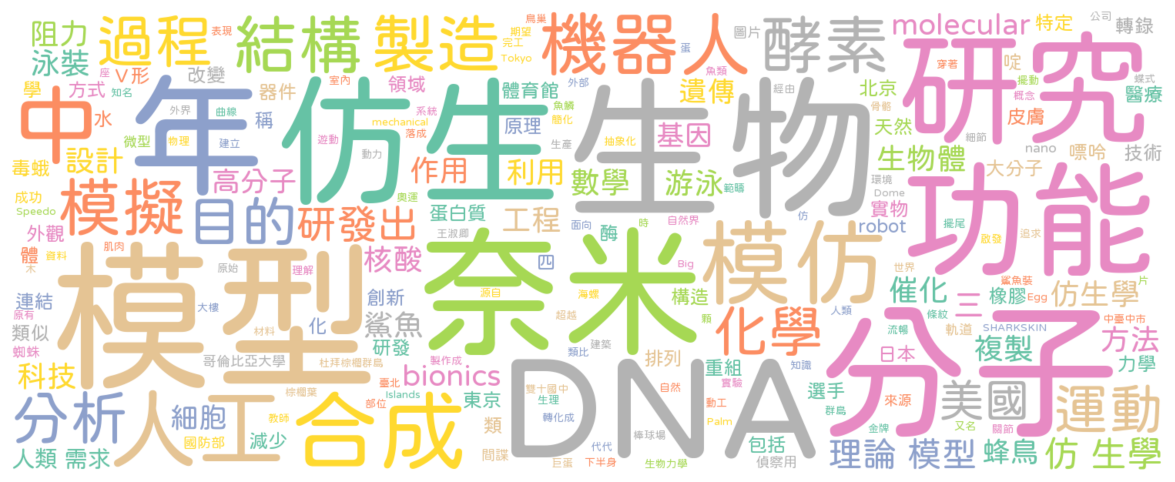 阻力 過程 結構 製造 機器人 酵素 molecular 特定 轉錄
泳裝 V形 改變 領域 圖片 研究
表現 鳥巢 期望 完工 Tokyo 蛋 公司
座 知名 室內 魚類 穿著 擺動 蝶式
學 方式 器件 體育館 外部 遺傳 經由 北京 啶 醫療
中 水 年 仿生 生物 概念 皮膚
外界 曲線 系統 魚鱗 簡化 骨骼
微型 稱 物理 建立 mechanical 原理 落成 基因 天然 細節 nano 嘌呤 技術
毒蛾 設計 遊動 動力 生產 抽象化 生物體 大分子
成功 高分子 作用 利用 數學 游泳 環境 Dome 功能
Speedo 模擬 目的 研發出 奧運 蛋白質 工程 範疇 仿 實物 擺尾
外觀 肌肉 王淑卿 面向 時 自然界 酶 robot 啟發 追求
體 木 資料 原始 理解 核酸 四 模仿 世界
模型 大樓 源自 奈米 海螺 Big 構造 催化 鯊魚裝 片
連結 原有 創新 超越 顆 三 橡膠 Egg 仿生學
類似 材料 化 鯊魚 化學 人類 條紋 SHARKSKIN 中臺中市
蜘蛛 研發 建築 流暢 軌道 複製 方法
哥倫比亞大學 杜拜棕櫚群島 製作成 類比 排列 知識 日本 分子 力學
科技 棕櫚葉 臺北 bionics 實驗 重組 自然 選手 來源
Islands 東京 雙十國中 生理 DNA 動工 群島 美國 運動
分析 人工 細胞 教師 合成 部位 類 轉化成 Palm 金牌 又名 關節
國防部 減少 代代 棒球場 包括
人類 需求 間諜 巨蛋 下半身 生物力學 偵察用 理論 模型 蜂鳥 仿 生學